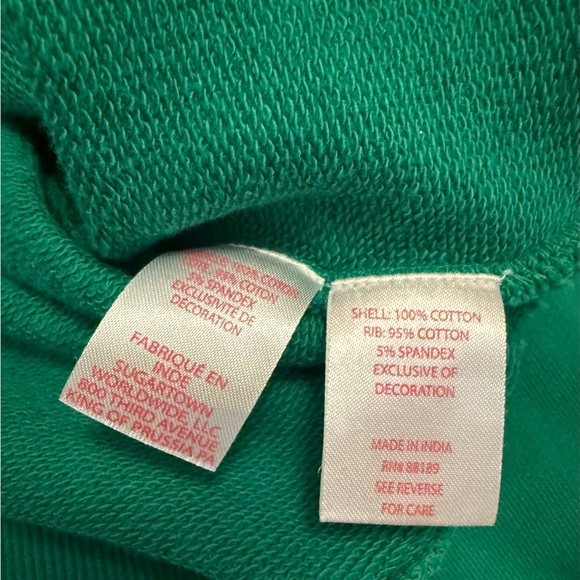 100% COTTON
95% COTTON
5% SPANDEX
EXCLUSIVITÉ DE
DÉCORATION
FABRIQUÉ EN
INDE
SUGARTOWN
WORLDWIDE, LLC
800 THIRD AVENUE
KING OF PRUSSIA PA
SHELL: 100% COTTON
RIB: 95% COTTON
5% SPANDEX
EXCLUSIVE OF
DECORATION
MADE IN INDIA
RN# 88189
SEE REVERSE
FOR CARE